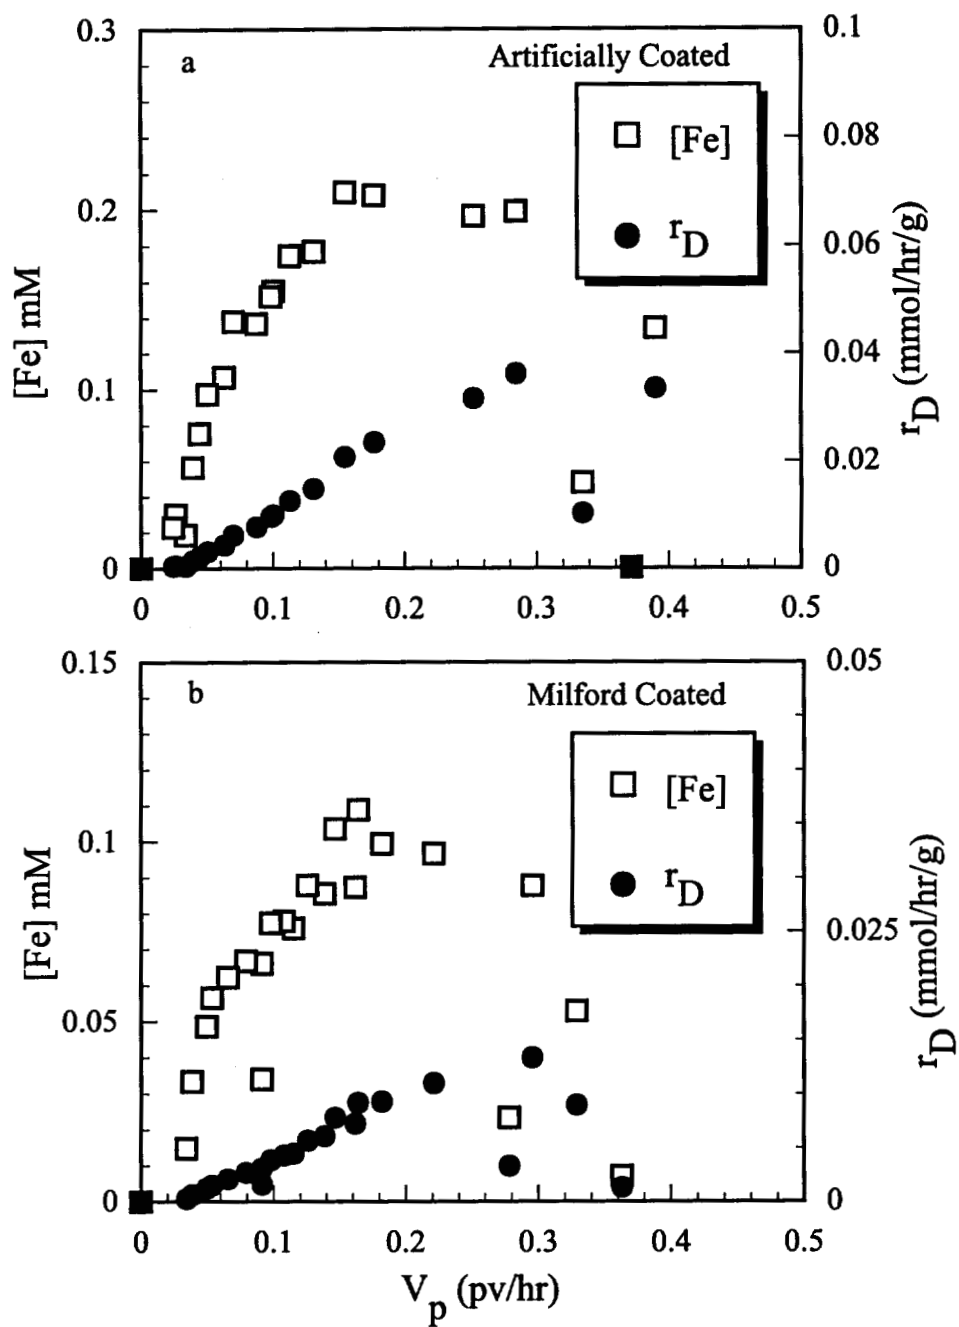 a
Artificially Coated
[Fe]
r_D
0.3
0.2
0.1
0
[Fe] mM
0.1
0.08
0.06
0.04
0.02
0
r_D (mmol/hr/g)
0 0.1 0.2 0.3 0.4 0.5
b
Milford Coated
[Fe]
r_D
0.15
0.1
0.05
0
[Fe] mM
0.05
0.025
0
r_D (mmol/hr/g)
0 0.1 0.2 0.3 0.4 0.5
V_p (pv/hr)